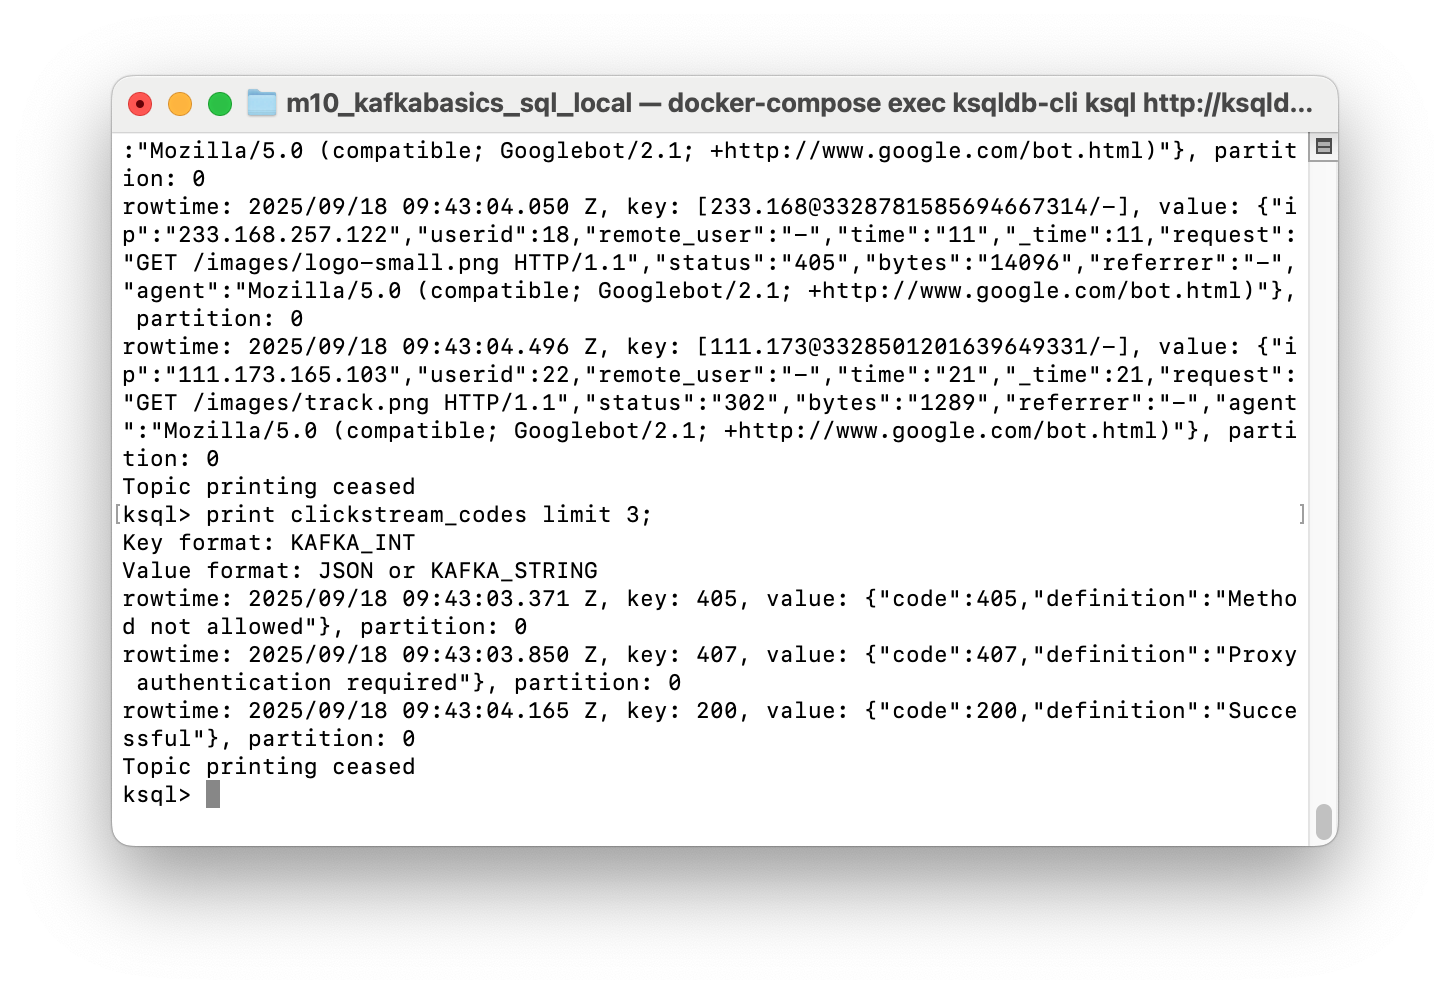 m10_kafkabasics_sql_local — docker-compose exec ksqldb-cli ksql http://ksqld...
:"Mozilla/5.0 (compatible; Googlebot/2.1; +http://www.google.com/bot.html)"}, partit
ion: 0
rowtime: 2025/09/18 09:43:04.050 Z, key: [233.168@3328781585694667314/-], value: {"i
p":"233.168.257.122","userid":18,"remote_user":"-","time":"11","_time":11,"request":
"GET /images/logo-small.png HTTP/1.1","status":"405","bytes":"14096","referrer":"-",
"agent":"Mozilla/5.0 (compatible; Googlebot/2.1; +http://www.google.com/bot.html)"},
 partition: 0
rowtime: 2025/09/18 09:43:04.496 Z, key: [111.173@3328501201639649331/-], value: {"i
p":"111.173.165.103","userid":22,"remote_user":"-","time":"21","_time":21,"request":
"GET /images/track.png HTTP/1.1","status":"302","bytes":"1289","referrer":"-","agent
":"Mozilla/5.0 (compatible; Googlebot/2.1; +http://www.google.com/bot.html)"}, parti
tion: 0
Topic printing ceased
[ksql> print clickstream_codes limit 3; ]
Key format: KAFKA_INT
Value format: JSON or KAFKA_STRING
rowtime: 2025/09/18 09:43:03.371 Z, key: 405, value: {"code":405,"definition":"Metho
d not allowed"}, partition: 0
rowtime: 2025/09/18 09:43:03.850 Z, key: 407, value: {"code":407,"definition":"Proxy
 authentication required"}, partition: 0
rowtime: 2025/09/18 09:43:04.165 Z, key: 200, value: {"code":200,"definition":"Succe
ssful"}, partition: 0
Topic printing ceased
ksql>